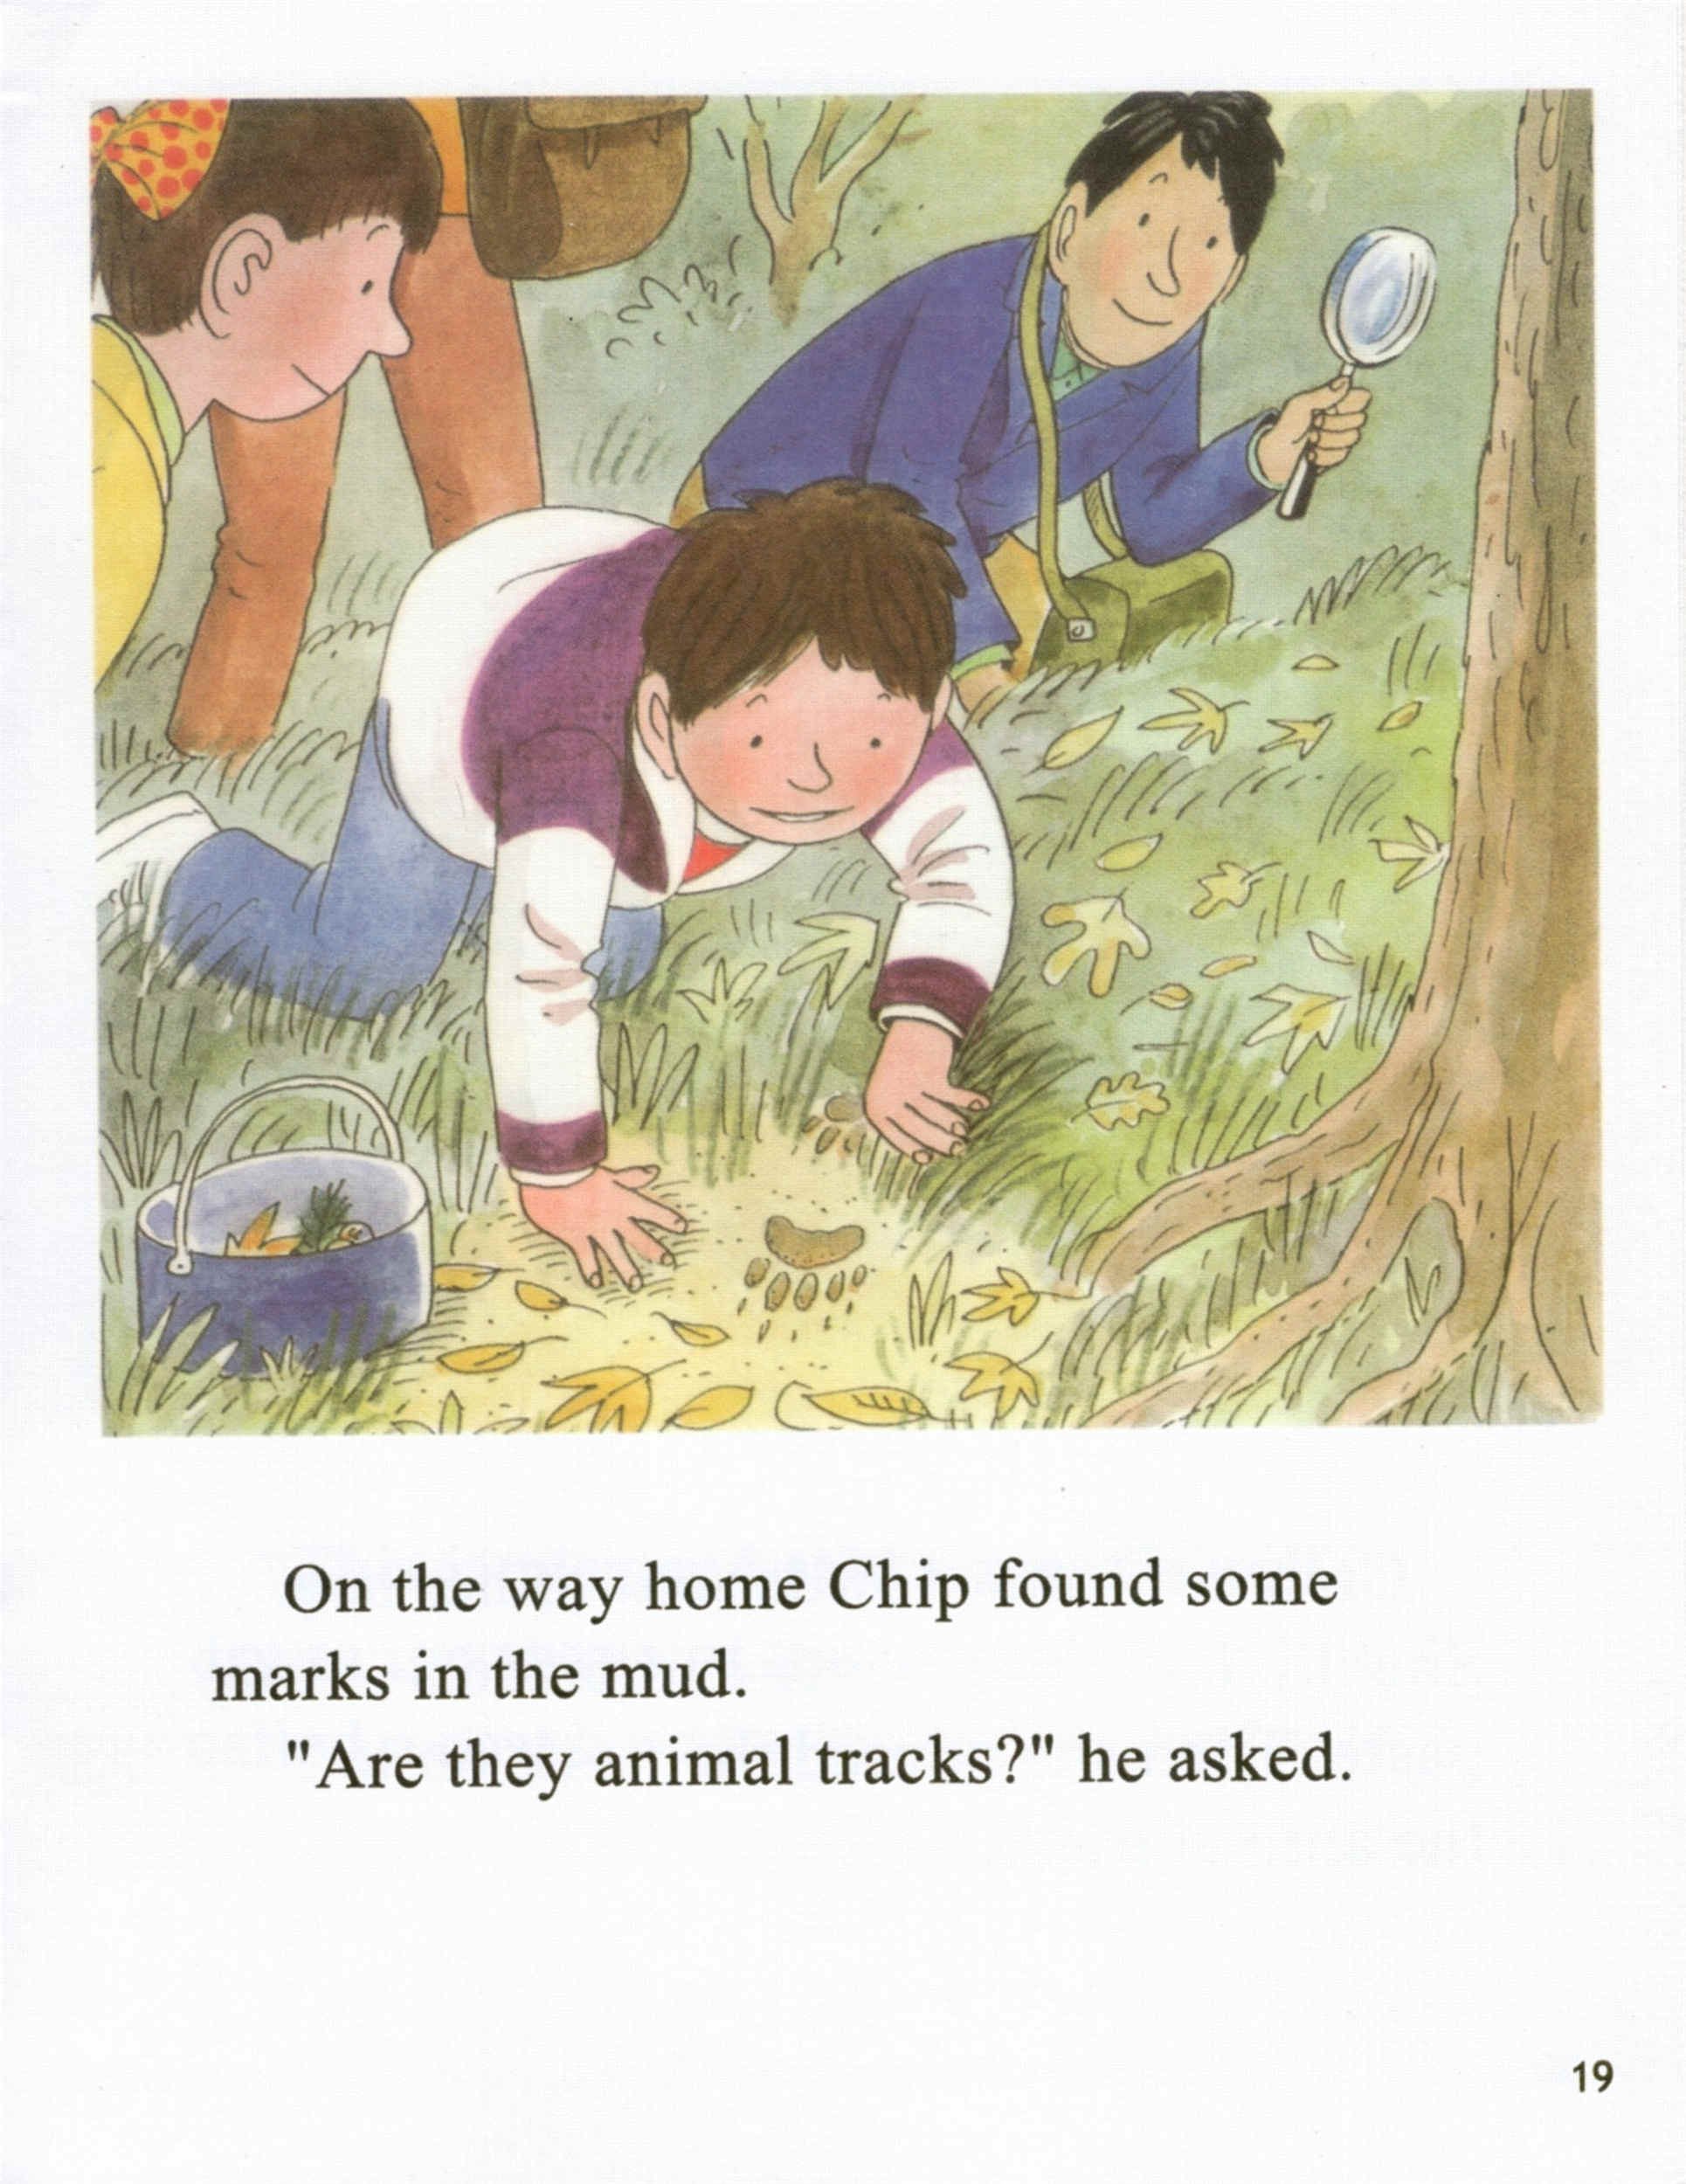 On the way home Chip found some
marks in the mud.
"Are they animal tracks?" he asked.
19